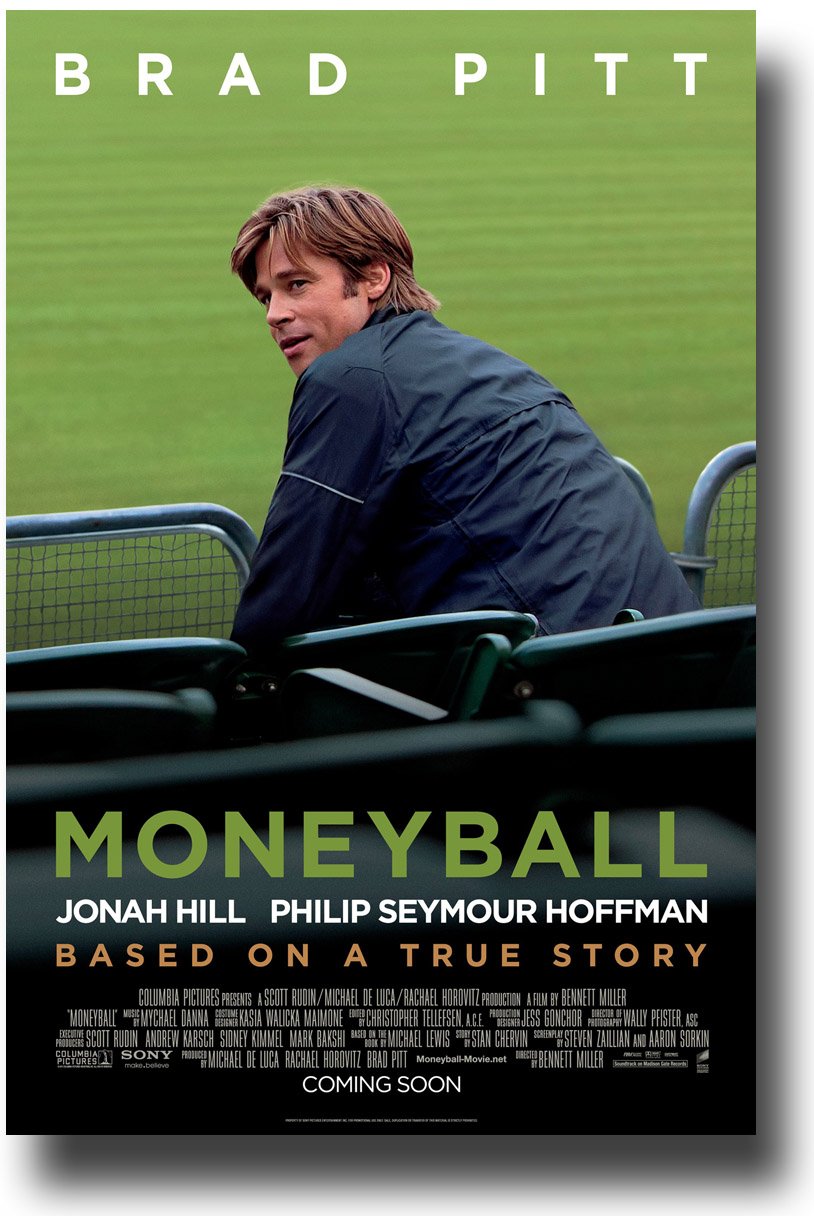 BRAD PITT
MONEYBALL
JONAH HILL PHILIP SEYMOUR HOFFMAN
BASED ON A TRUE STORY
COLUMBIA PICTURES PRESENTS A SCOTT RUDIN/MICHAEL DE LUCA/RACHAEL HOROVITZ PRODUCTION A FILM BY BENNETT MILLER
"MONEYBALL" MUSIC BY MYCHAEL DANNA COSTUME DESIGNER KASIA WALICKA MAIMONE EDITED BY CHRISTOPHER TELLEFSEN, A.C.E. PRODUCTION DESIGNER JESS GONCHOR DIRECTOR OF PHOTOGRAPHY WALLY PFISTER, ASC
EXECUTIVE PRODUCERS SCOTT RUDIN ANDREW KARSCH SIDNEY KIMMEL MARK BAKSHI BASED ON THE BOOK BY MICHAEL LEWIS STORY BY STAN CHERVIN SCREENPLAY BY STEVEN ZAILLIAN AND AARON SORKIN
COLUMBIA PICTURES SONY make.believe PRODUCED BY MICHAEL DE LUCA RACHAEL HOROVITZ BRAD PITT Moneyball-Movie.net DIRECTED BY BENNETT MILLER Soundtrack on Madison Gate Records
COMING SOON